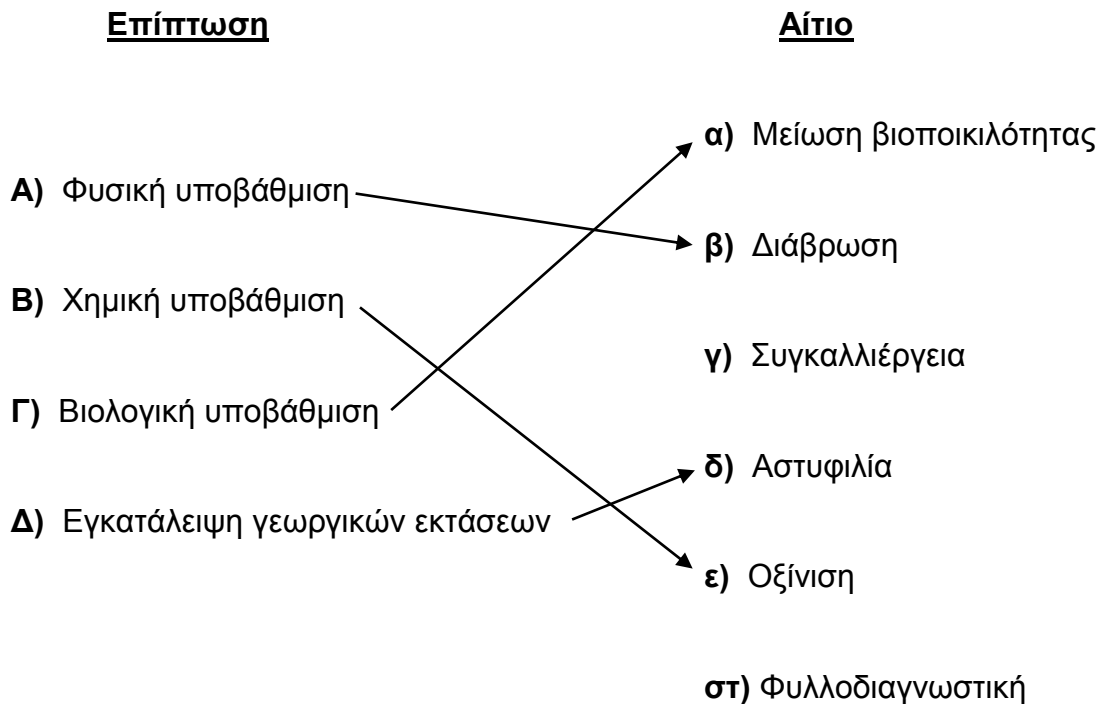 Επίπτωση
Αίτιο
α) Μείωση βιοποικιλότητας
Α) Φυσική υποβάθμιση
β) Διάβρωση
Β) Χημική υποβάθμιση
γ) Συγκαλλιέργεια
Γ) Βιολογική υποβάθμιση
δ) Αστυφιλία
Δ) Εγκατάλειψη γεωργικών εκτάσεων
ε) Οξίνιση
στ) Φυλλοδιαγνωστική